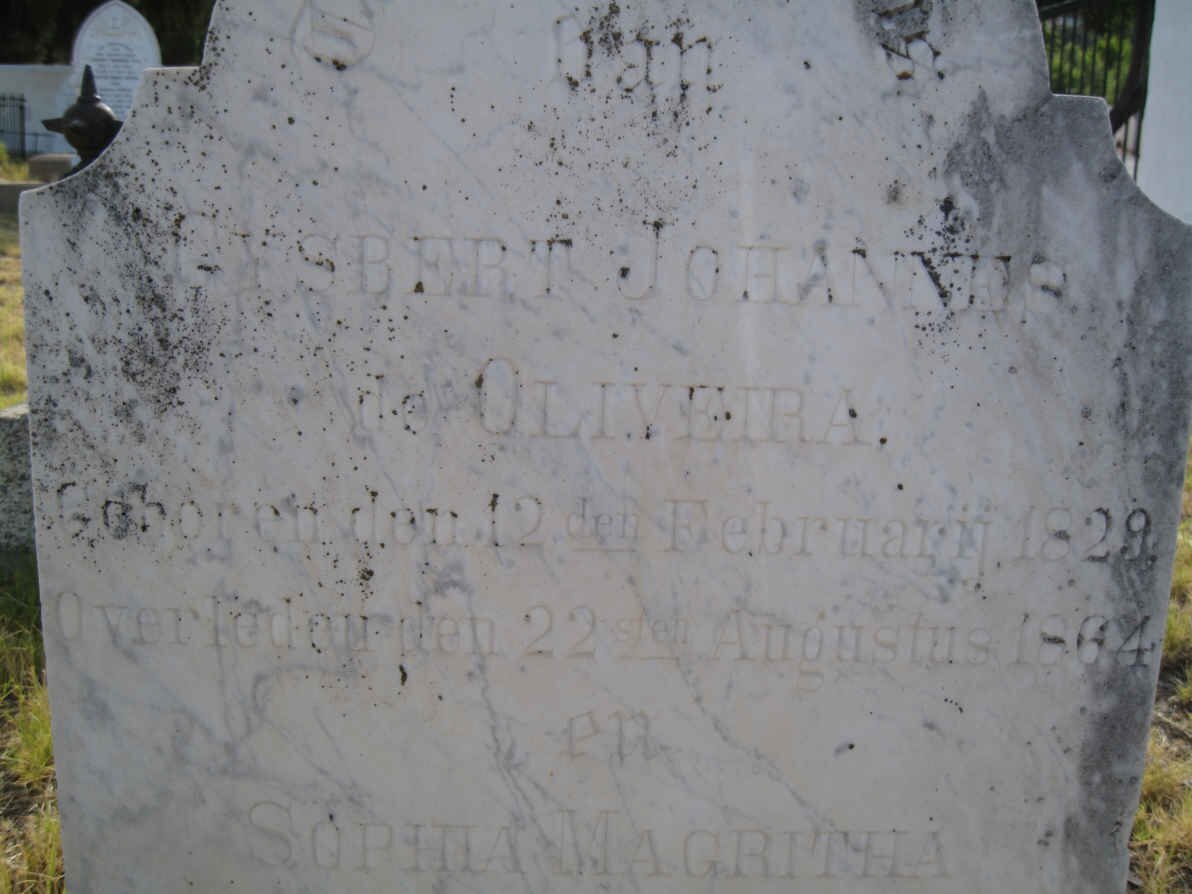 van
GYSBERT JOHANNES
de OLIVEIRA
Geboren den 12 den Februarij 1829.
Overleden den 22 sten Augustus 1864
en
SOPHIA MAGRITHA